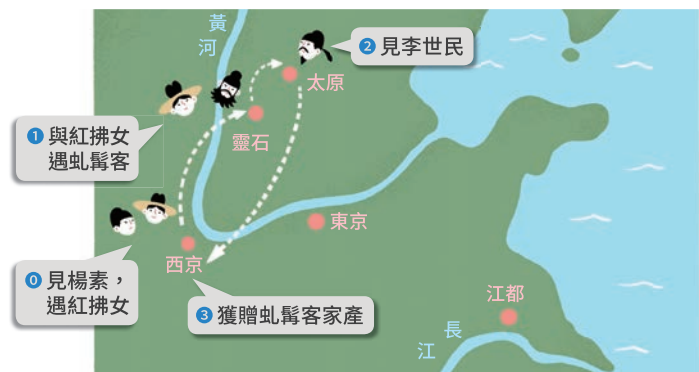 黃
河
❷ 見李世民
太原
❶ 與紅拂女
遇虬髯客
靈石
東京
西京
⓿ 見楊素，
遇紅拂女
❸ 獲贈虬髯客家產
江都
長
江